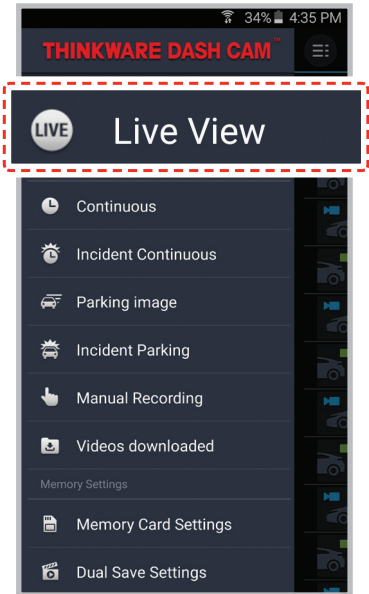 34% 4:35 PM
THINKWARE DASH CAM™
LIVE Live View
Continuous
Incident Continuous
Parking image
Incident Parking
Manual Recording
Videos downloaded
Memory Settings
Memory Card Settings
Dual Save Settings